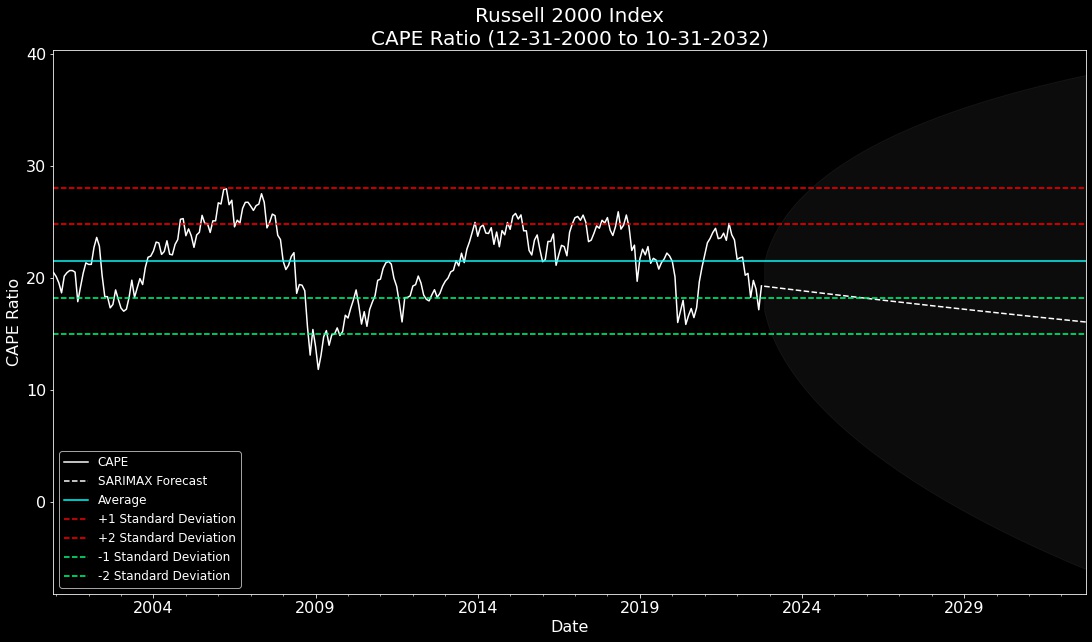 Russell 2000 Index
CAPE Ratio (12-31-2000 to 10-31-2032)
40
30
20
10
0
CAPE Ratio
CAPE
SARIMAX Forecast
Average
+1 Standard Deviation
+2 Standard Deviation
-1 Standard Deviation
-2 Standard Deviation
2004
2009
2014
2019
2024
2029
Date